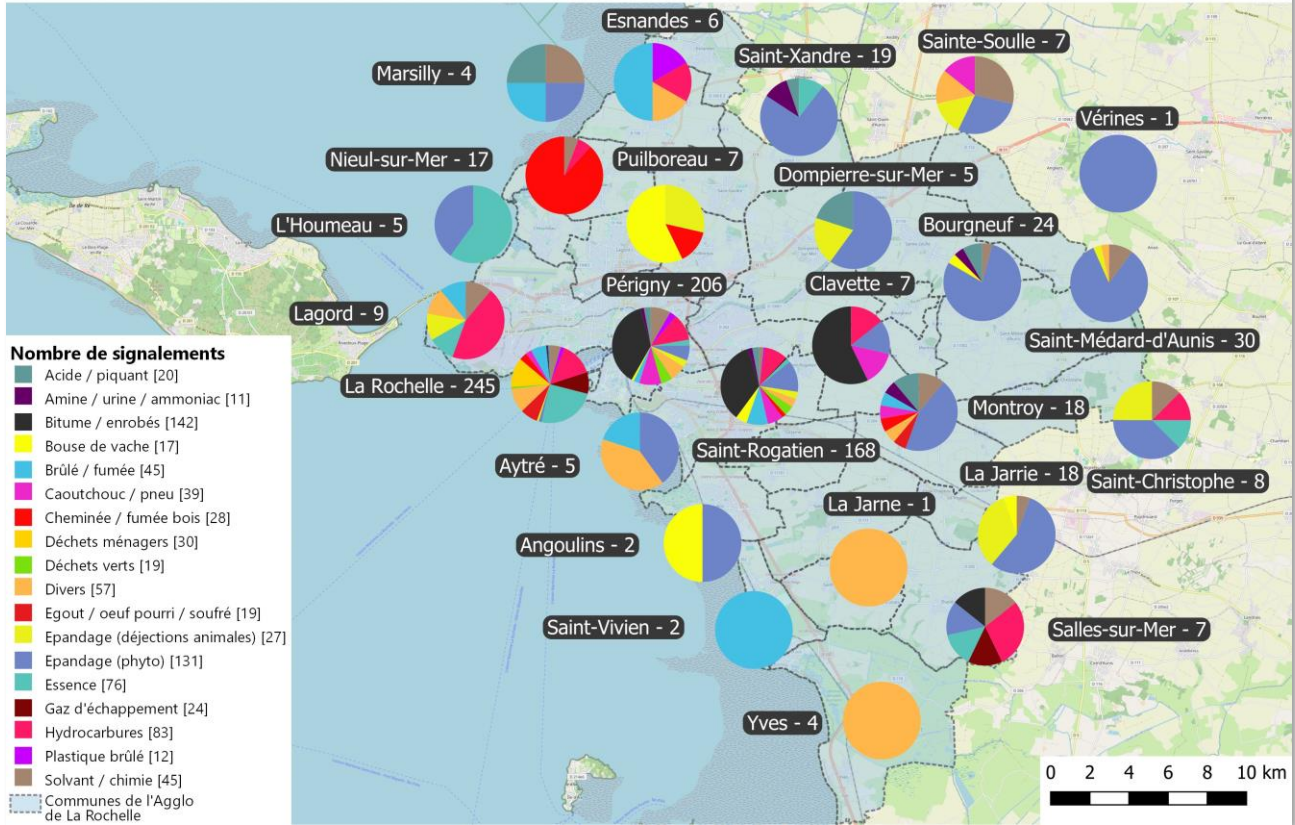 Esnandes - 6
Marsilly - 4
Saint-Xandre - 19
Sainte-Soulle - 7
Vérines - 1
Nieul-sur-Mer - 17
Puilboreau - 7
Dompierre-sur-Mer - 5
L'Houmeau - 5
Bourgneuf - 24
Périgny - 206
Clavette - 7
Lagord - 9
Saint-Médard-d'Aunis - 30
La Rochelle - 245
Montroy - 18
Saint-Rogatien - 168
Aytré - 5
La Jarrie - 18
Saint-Christophe - 8
La Jarne - 1
Angoulins - 2
Saint-Vivien - 2
Salles-sur-Mer - 7
Yves - 4
Nombre de signalements
Acide / piquant [20]
Amine / urine / ammoniac [11]
Bitume / enrobés [142]
Bouse de vache [17]
Brûlé / fumée [45]
Caoutchouc / pneu [39]
Cheminée / fumée bois [28]
Déchets ménagers [30]
Déchets verts [19]
Divers [57]
Egout / oeuf pourri / soufré [19]
Epandage (déjections animales) [27]
Epandage (phyto) [131]
Essence [76]
Gaz d'échappement [24]
Hydrocarbures [83]
Plastique brûlé [12]
Solvant / chimie [45]
Communes de l'Agglo
de La Rochelle
0 2 4 6 8 10 km